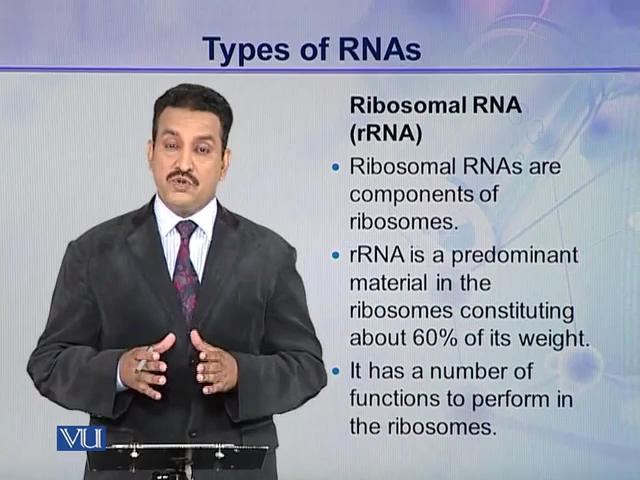 Types of RNAs
Ribosomal RNA
(rRNA)
• Ribosomal RNAs are
components of
ribosomes.
• rRNA is a predominant
material in the
ribosomes constituting
about 60% of its weight.
• It has a number of
functions to perform in
the ribosomes.
VU